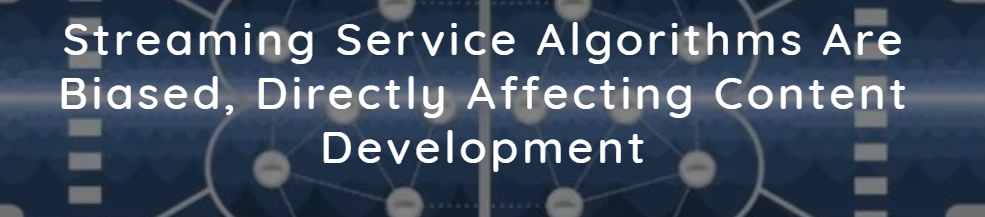 Streaming Service Algorithms Are
Biased, Directly Affecting Content
Development